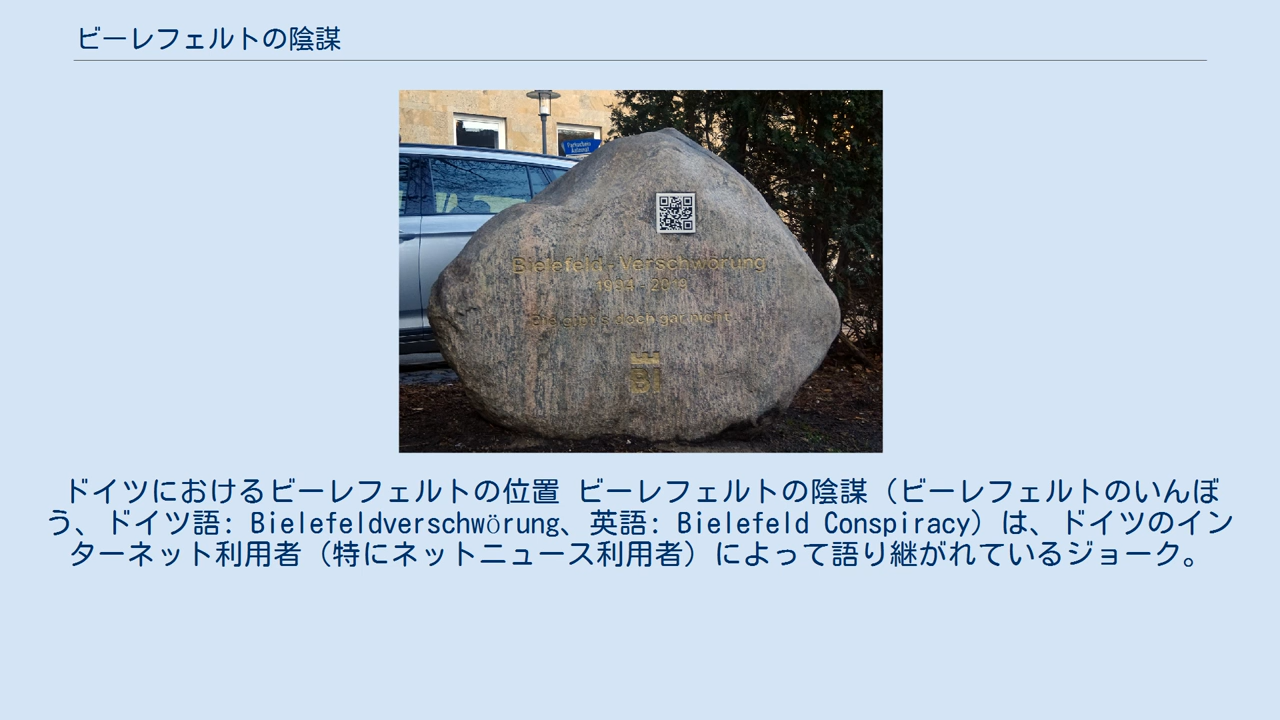 ビーレフェルトの陰謀
Bielefeld-Verschwörung
1994 - 2019
Die gibt's doch gar nicht
BI
ドイツにおけるビーレフェルトの位置 ビーレフェルトの陰謀（ビーレフェルトのいんぼ
う、ドイツ語: Bielefeldverschwörung、英語: Bielefeld Conspiracy）は、ドイツのイン
ターネット利用者（特にネットニュース利用者）によって語り継がれているジョーク。